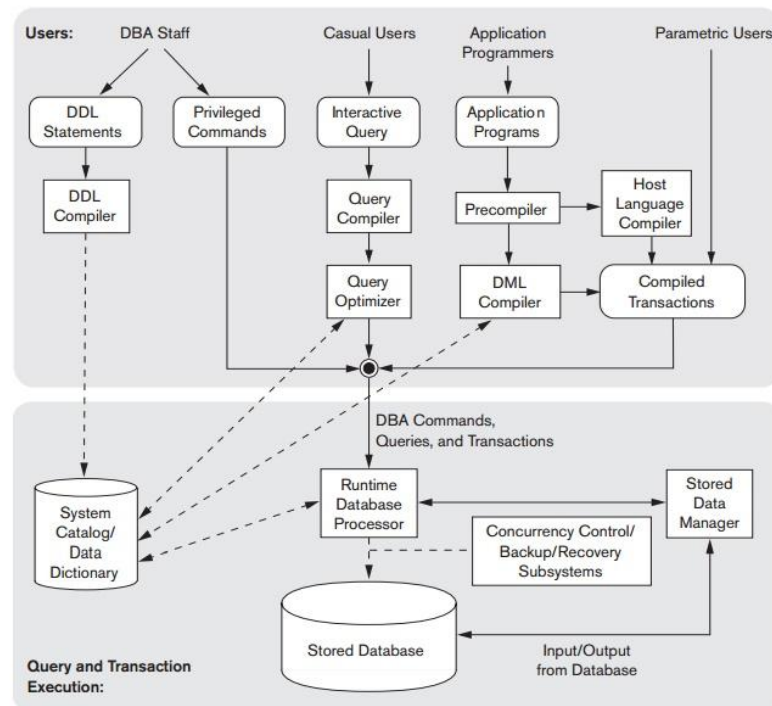 Users:
DBA Staff
Casual Users
Application
Programmers
Parametric Users
DDL
Statements
Privileged
Commands
Interactive
Query
Application
Programs
DDL
Compiler
Query
Compiler
Precompiler
Host
Language
Compiler
Query
Optimizer
DML
Compiler
Compiled
Transactions
DBA Commands,
Queries, and Transactions
System
Catalog/
Data
Dictionary
Runtime
Database
Processor
Stored
Data
Manager
Concurrency Control/
Backup/Recovery
Subsystems
Stored Database
Input/Output
from Database
Query and Transaction
Execution: